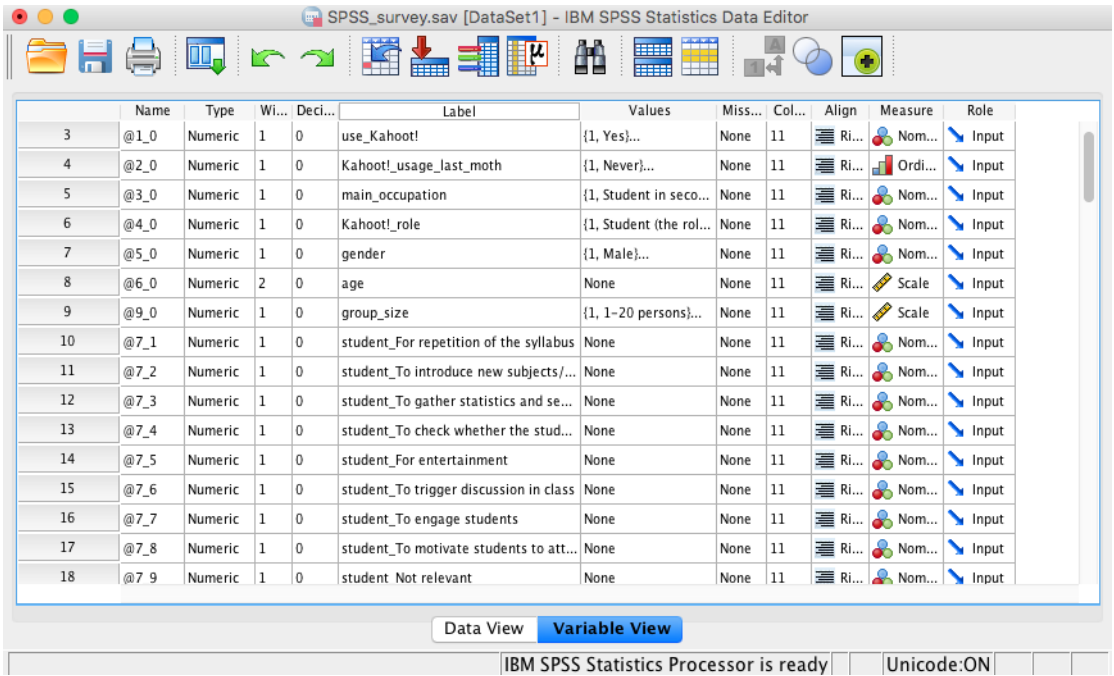 SPSS_survey.sav [DataSet1] - IBM SPSS Statistics Data Editor
μ
A
1
Name Type Wi... Deci... Label Values Miss... Col... Align Measure Role
3 @1_0 Numeric 1 0 use_Kahoot! {1, Yes}... None 11 Ri... Nom... Input
4 @2_0 Numeric 1 0 Kahoot!_usage_last_moth {1, Never}... None 11 Ri... Ordi... Input
5 @3_0 Numeric 1 0 main_occupation {1, Student in seco... None 11 Ri... Nom... Input
6 @4_0 Numeric 1 0 Kahoot!_role {1, Student (the rol... None 11 Ri... Nom... Input
7 @5_0 Numeric 1 0 gender {1, Male}... None 11 Ri... Nom... Input
8 @6_0 Numeric 2 0 age None None 11 Ri... Scale Input
9 @9_0 Numeric 1 0 group_size {1, 1-20 persons}... None 11 Ri... Scale Input
10 @7_1 Numeric 1 0 student_For repetition of the syllabus None None 11 Ri... Nom... Input
11 @7_2 Numeric 1 0 student_To introduce new subjects/... None None 11 Ri... Nom... Input
12 @7_3 Numeric 1 0 student_To gather statistics and se... None None 11 Ri... Nom... Input
13 @7_4 Numeric 1 0 student_To check whether the stud... None None 11 Ri... Nom... Input
14 @7_5 Numeric 1 0 student_For entertainment None None 11 Ri... Nom... Input
15 @7_6 Numeric 1 0 student_To trigger discussion in class None None 11 Ri... Nom... Input
16 @7_7 Numeric 1 0 student_To engage students None None 11 Ri... Nom... Input
17 @7_8 Numeric 1 0 student_To motivate students to att... None None 11 Ri... Nom... Input
18 @7_9 Numeric 1 0 student_Not relevant None None 11 Ri... Nom... Input
Data View Variable View
IBM SPSS Statistics Processor is ready Unicode:ON